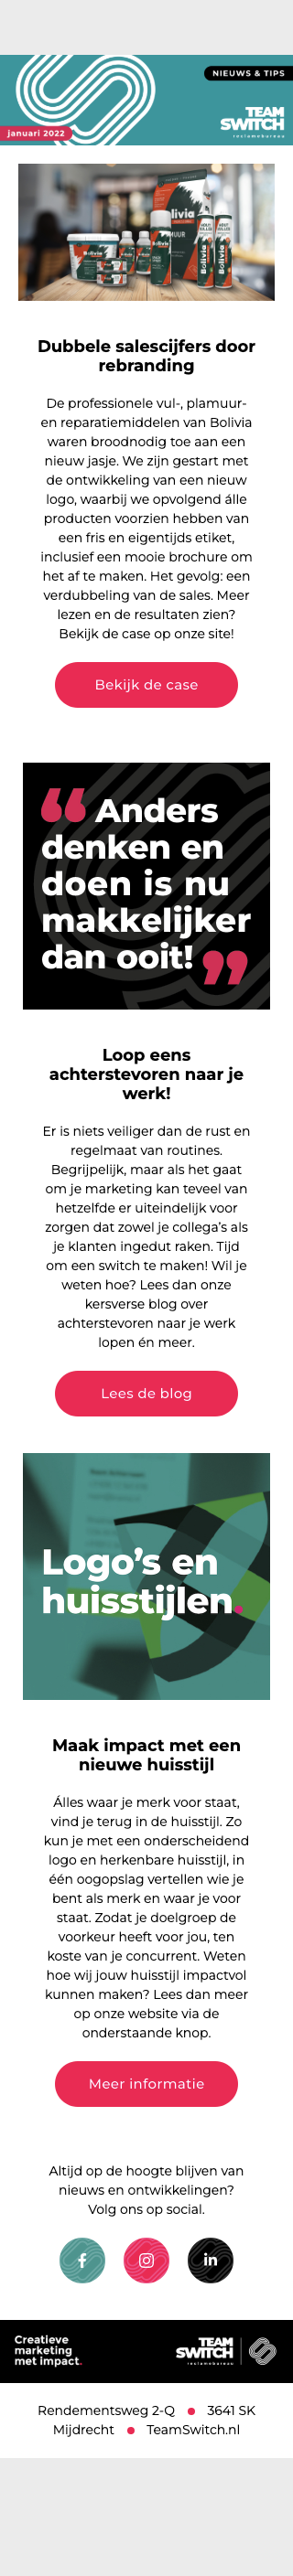 NIEUWS & TIPS
TEAM
SWITCH
reclamebureau
januari 2022
Bolivia
Dubbele salescijfers door
rebranding
De professionele vul-, plamuur-
en reparatiemiddelen van Bolivia
waren broodnodig toe aan een
nieuw jasje. We zijn gestart met
de ontwikkeling van een nieuw
logo, waarbij we opvolgend álle
producten voorzien hebben van
een fris en eigentijds etiket,
inclusief een mooie brochure om
het af te maken. Het gevolg: een
verdubbeling van de sales. Meer
lezen en de resultaten zien?
Bekijk de case op onze site!
Bekijk de case
“ Anders
denken en
doen is nu
makkelijker
dan ooit! ”
Loop eens
achterstevoren naar je
werk!
Er is niets veiliger dan de rust en
regelmaat van routines.
Begrijpelijk, maar als het gaat
om je marketing kan teveel van
hetzelfde er uiteindelijk voor
zorgen dat zowel je collega’s als
je klanten ingedut raken. Tijd
om een switch te maken! Wil je
weten hoe? Lees dan onze
kersverse blog over
achterstevoren naar je werk
lopen én meer.
Lees de blog
Logo’s en
huisstijlen.
Maak impact met een
nieuwe huisstijl
Álles waar je merk voor staat,
vind je terug in de huisstijl. Zo
kun je met een onderscheidend
logo en herkenbare huisstijl, in
één oogopslag vertellen wie je
bent als merk en waar je voor
staat. Zodat je doelgroep de
voorkeur heeft voor jou, ten
koste van je concurrent. Weten
hoe wij jouw huisstijl impactvol
kunnen maken? Lees dan meer
op onze website via de
onderstaande knop.
Meer informatie
Altijd op de hoogte blijven van
nieuws en ontwikkelingen?
Volg ons op social.
Creatieve
marketing
met impact.
TEAM
SWITCH
reclamebureau
Rendementsweg 2-Q ● 3641 SK
Mijdrecht ● TeamSwitch.nl